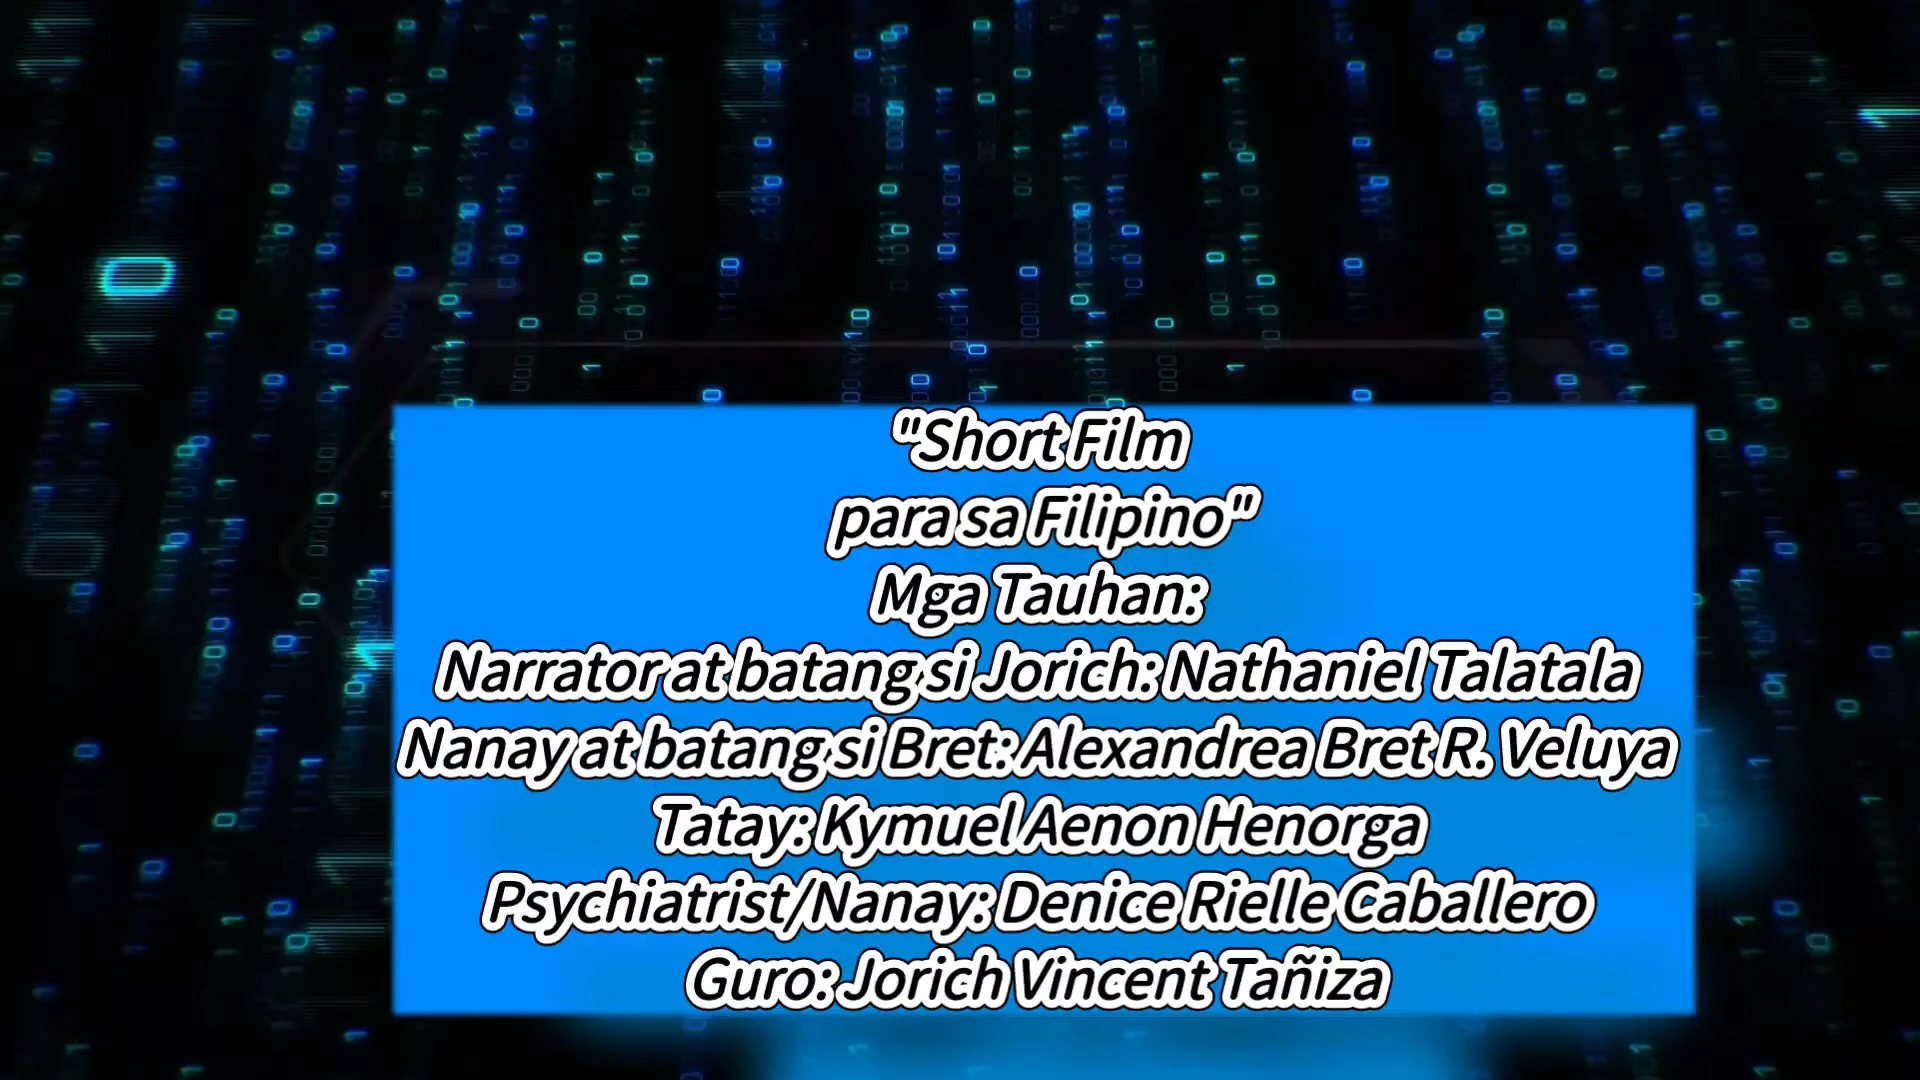 "Short Film
para sa Filipino"
Mga Tauhan:
Narrator at batang si Jorich: Nathaniel Talatala
Nanay at batang si Bret: Alexandrea Bret R. Veluya
Tatay: Kymuel Aenon Henorga
Psychiatrist/Nanay: Denice Rielle Caballero
Guro: Jorich Vincent Tañiza